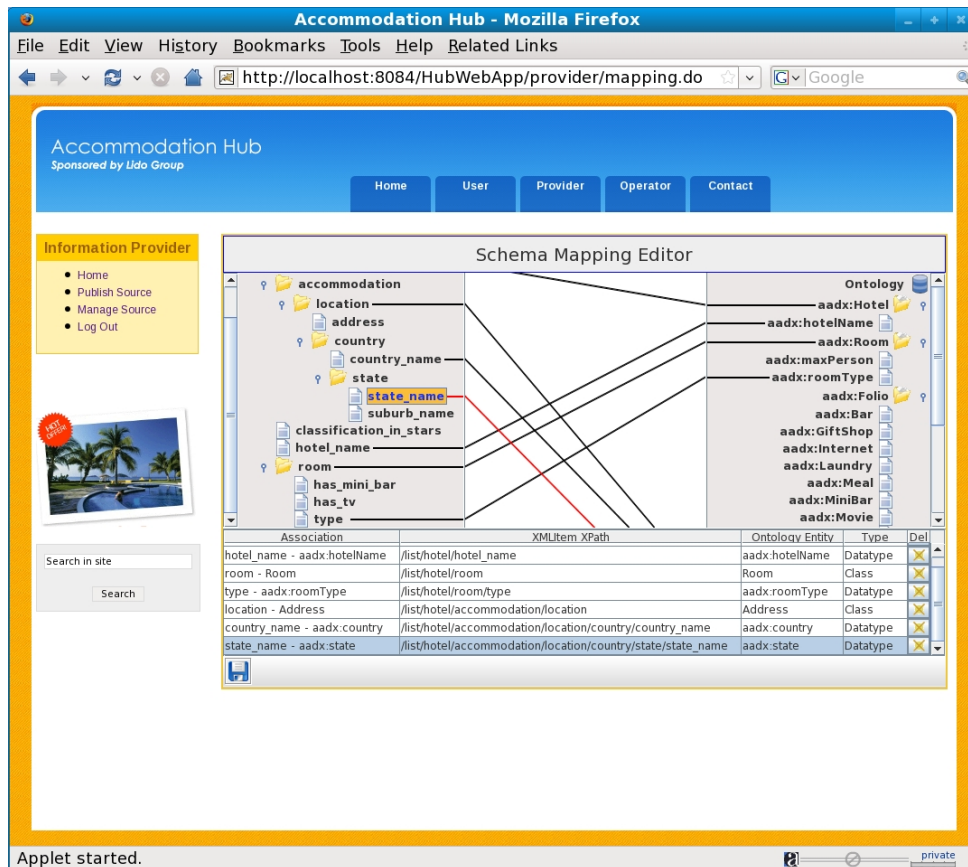 Accommodation Hub - Mozilla Firefox
File Edit View History Bookmarks Tools Help Related Links
http://localhost:8084/HubWebApp/provider/mapping.do G Google
Accommodation Hub
Sponsored by Lido Group
Home User Provider Operator Contact
Information Provider
Home
Publish Source
Manage Source
Log Out
HOT OFFER!
Search in site
Search
Schema Mapping Editor
accommodation
location
address
country
country_name
state
state_name
suburb_name
classification_in_stars
hotel_name
room
has_mini_bar
has_tv
type
Ontology
aadx:Hotel
aadx:hotelName
aadx:Room
aadx:maxPerson
aadx:roomType
aadx:Folio
aadx:Bar
aadx:GiftShop
aadx:Internet
aadx:Laundry
aadx:Meal
aadx:MiniBar
aadx:Movie
Association XMLItem XPath Ontology Entity Type Del
hotel_name - aadx:hotelName /list/hotel/hotel_name aadx:hotelName Datatype
room - Room /list/hotel/room Room Class
type - aadx:roomType /list/hotel/room/type aadx:roomType Datatype
location - Address /list/hotel/accommodation/location Address Class
country_name - aadx:country /list/hotel/accommodation/location/country/country_name aadx:country Datatype
state_name - aadx:state /list/hotel/accommodation/location/country/state/state_name aadx:state Datatype
Applet started.
private